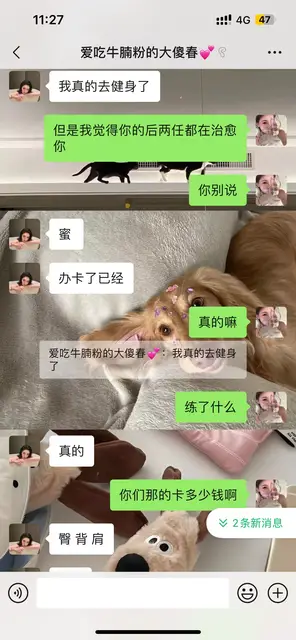 11:27
4G 47
爱吃牛腩粉的大傻春💕
我真的去健身了
但是我觉得你的后两任都在治愈
你
你别说
蜜
办卡了已经
真的嘛
爱吃牛腩粉的大傻春💕：我真的去健身
了
练了什么
真的
你们那的卡多少钱啊
2条新消息
臀 背 肩